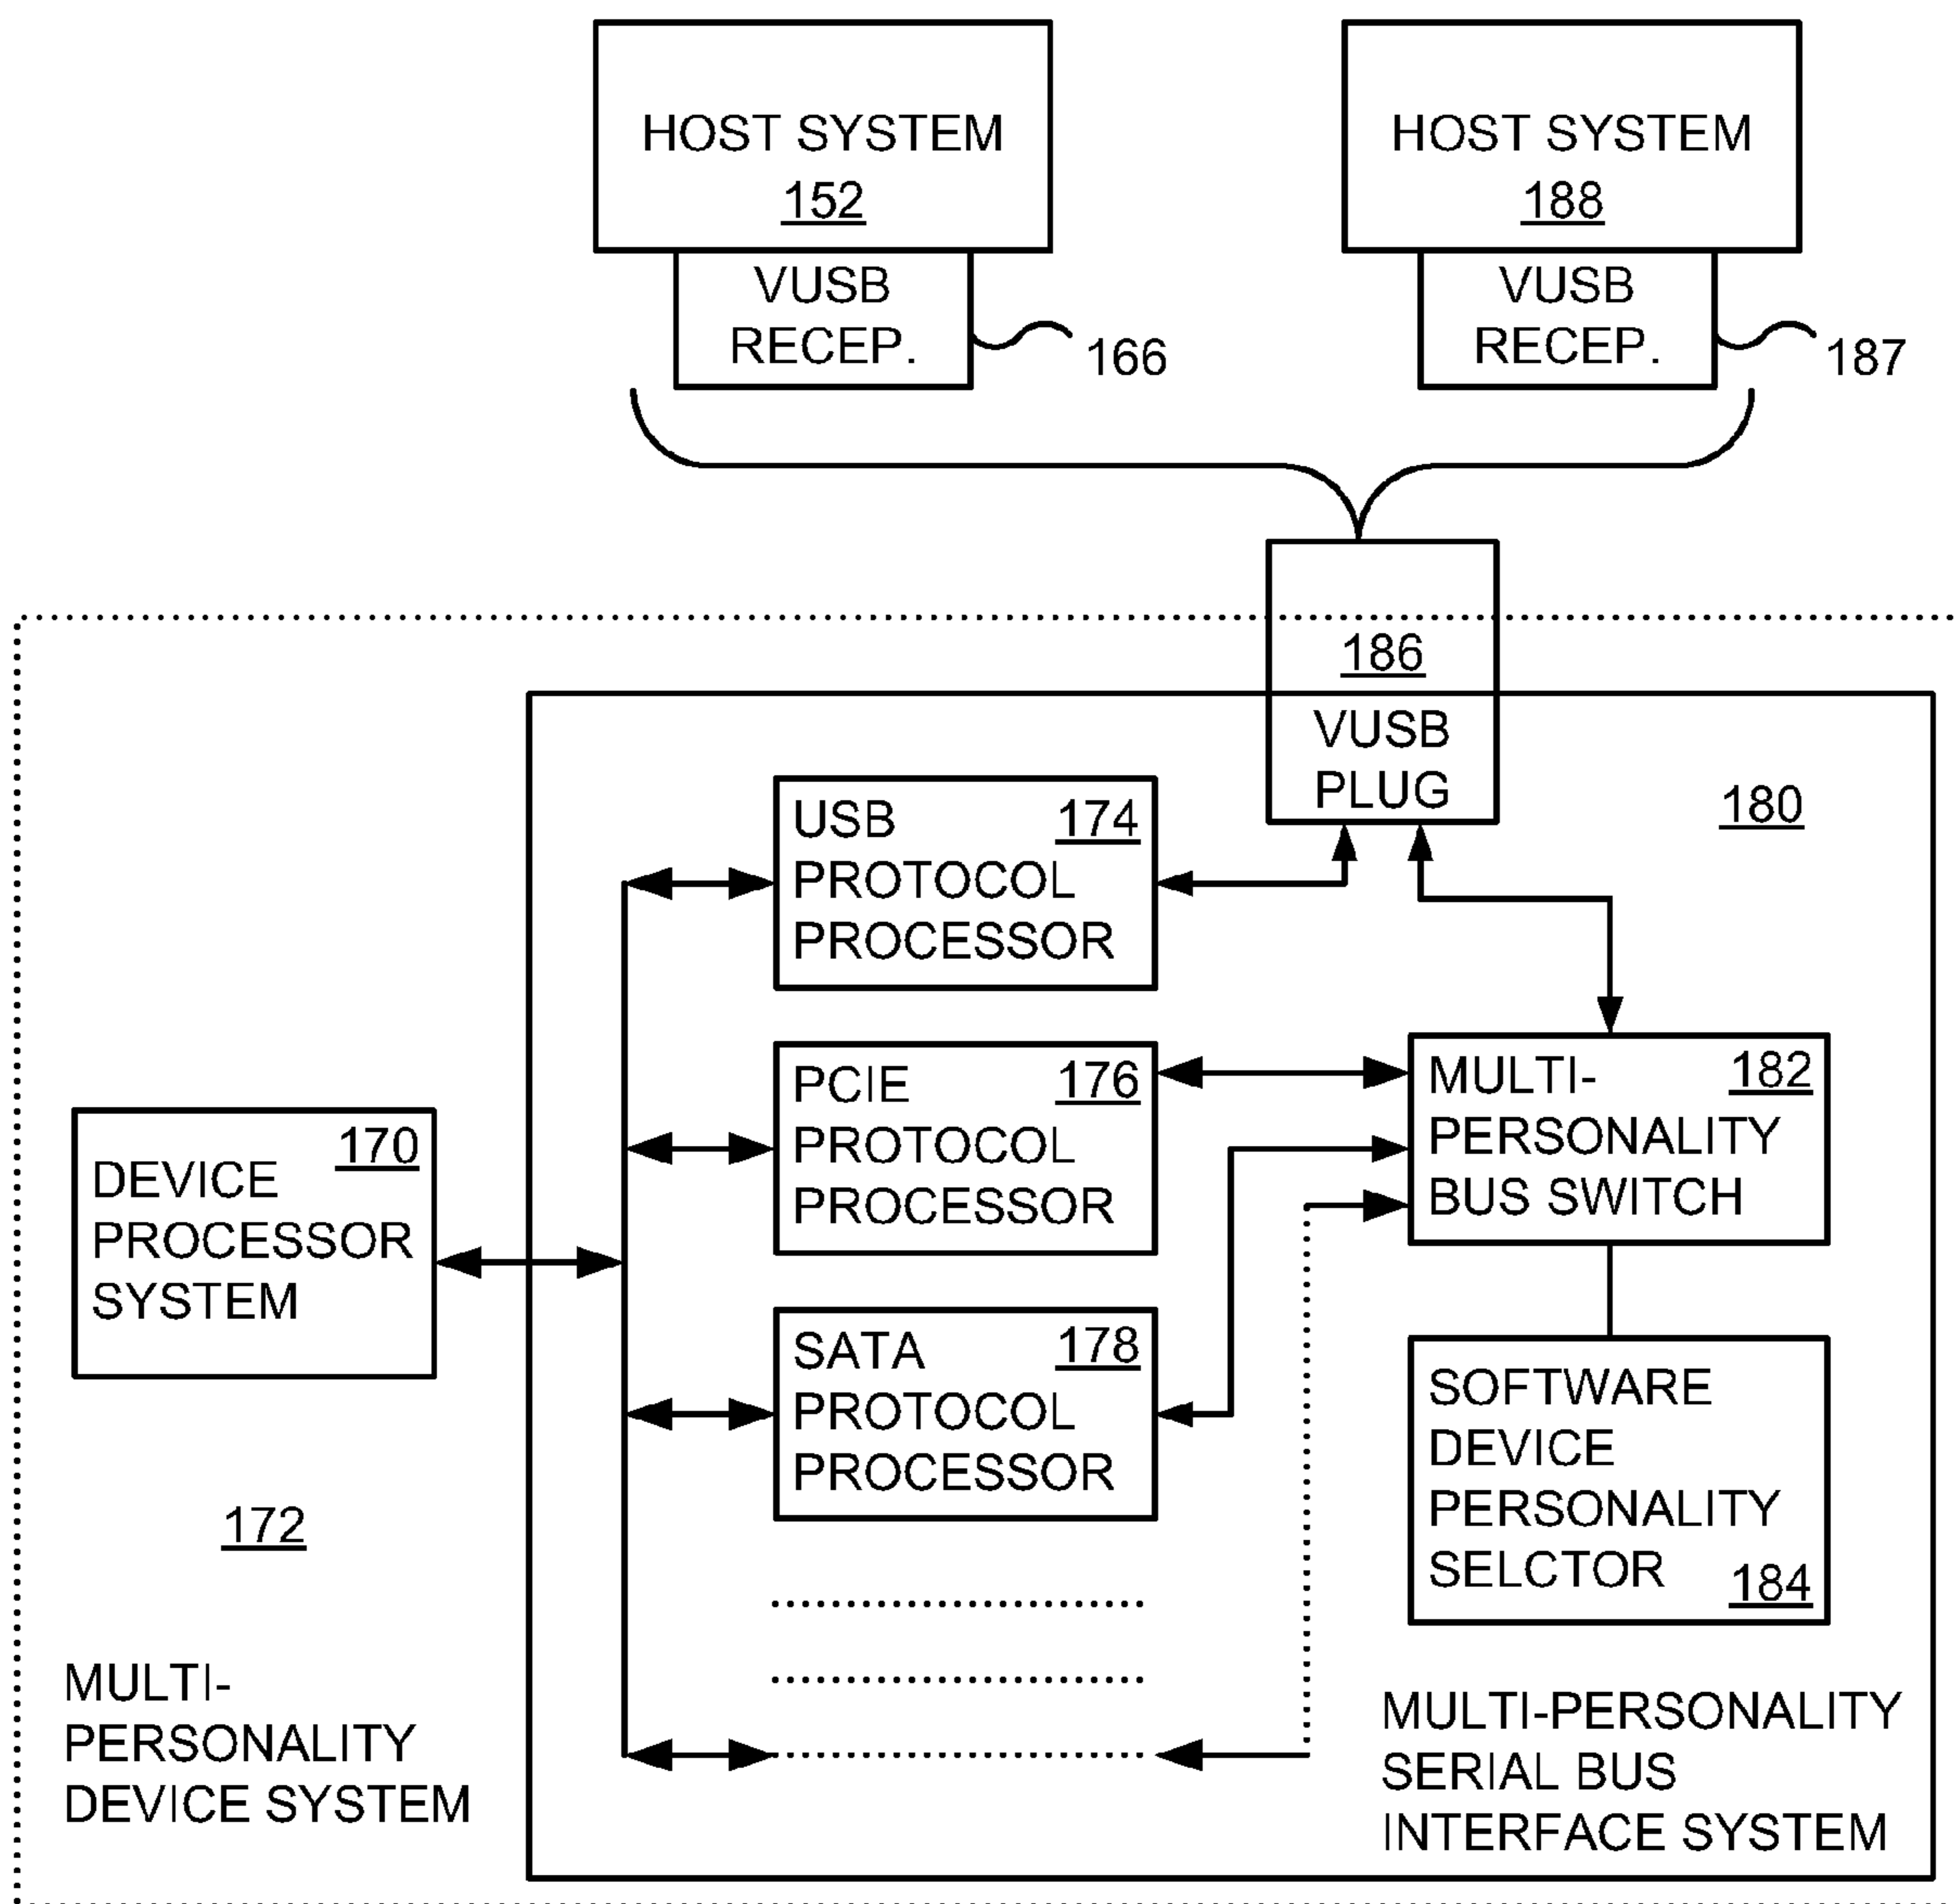 HOST SYSTEM
152
VUSB
RECEP.
166
HOST SYSTEM
188
VUSB
RECEP.
187
186
VUSB
PLUG
180
USB
PROTOCOL
PROCESSOR
174
PCIE
PROTOCOL
PROCESSOR
176
MULTI-
PERSONALITY
BUS SWITCH
182
DEVICE
PROCESSOR
SYSTEM
170
SATA
PROTOCOL
PROCESSOR
178
SOFTWARE
DEVICE
PERSONALITY
SELCTOR
184
172
MULTI-
PERSONALITY
DEVICE SYSTEM
MULTI-PERSONALITY
SERIAL BUS
INTERFACE SYSTEM